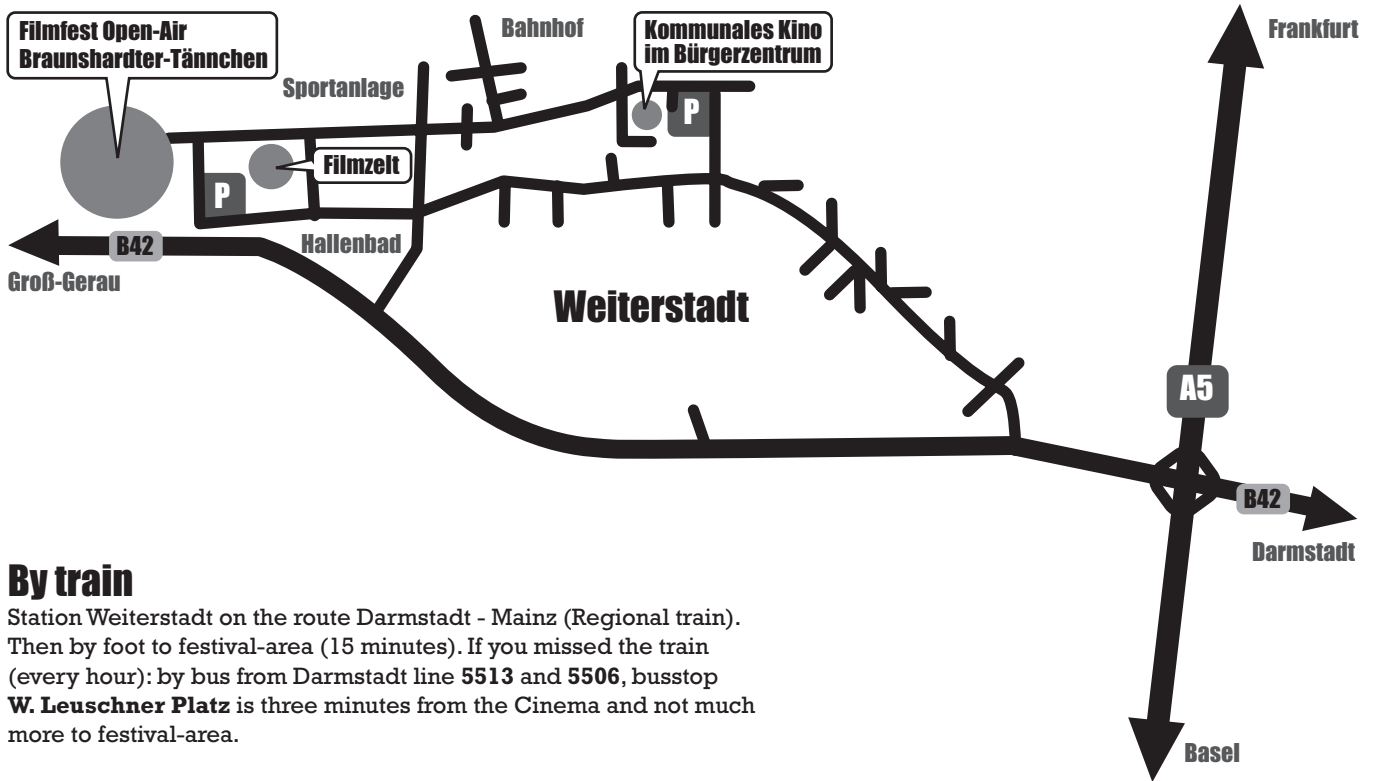 Filmfest Open-Air
Braunshardter-Tännchen
Bahnhof
Kommunales Kino
im Bürgerzentrum
Frankfurt
Sportanlage
P
Filmzelt
P
B42
Hallenbad
Groß-Gerau
Weiterstadt
A5
B42
Darmstadt
By train
Station Weiterstadt on the route Darmstadt - Mainz (Regional train).
Then by foot to festival-area (15 minutes). If you missed the train
(every hour): by bus from Darmstadt line 5513 and 5506, busstop
W. Leuschner Platz is three minutes from the Cinema and not much
more to festival-area.
Basel